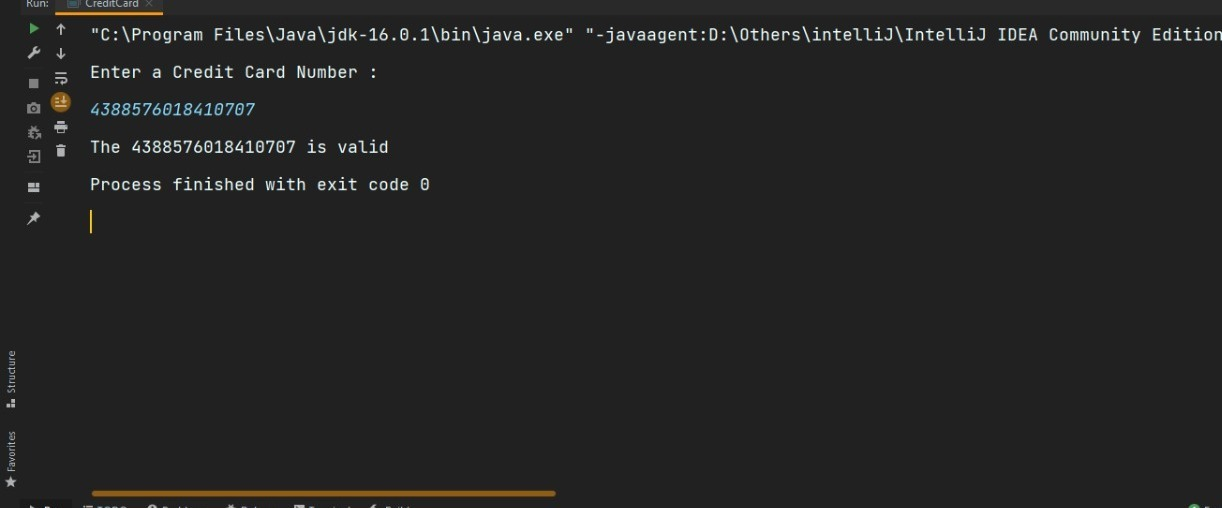 Run: CreditCard
"C:\Program Files\Java\jdk-16.0.1\bin\java.exe" "-javaagent:D:\Others\intelliJ\IntelliJ IDEA Community Edition
Enter a Credit Card Number :
4388576018410707
The 4388576018410707 is valid
Process finished with exit code 0
Structure
Favorites